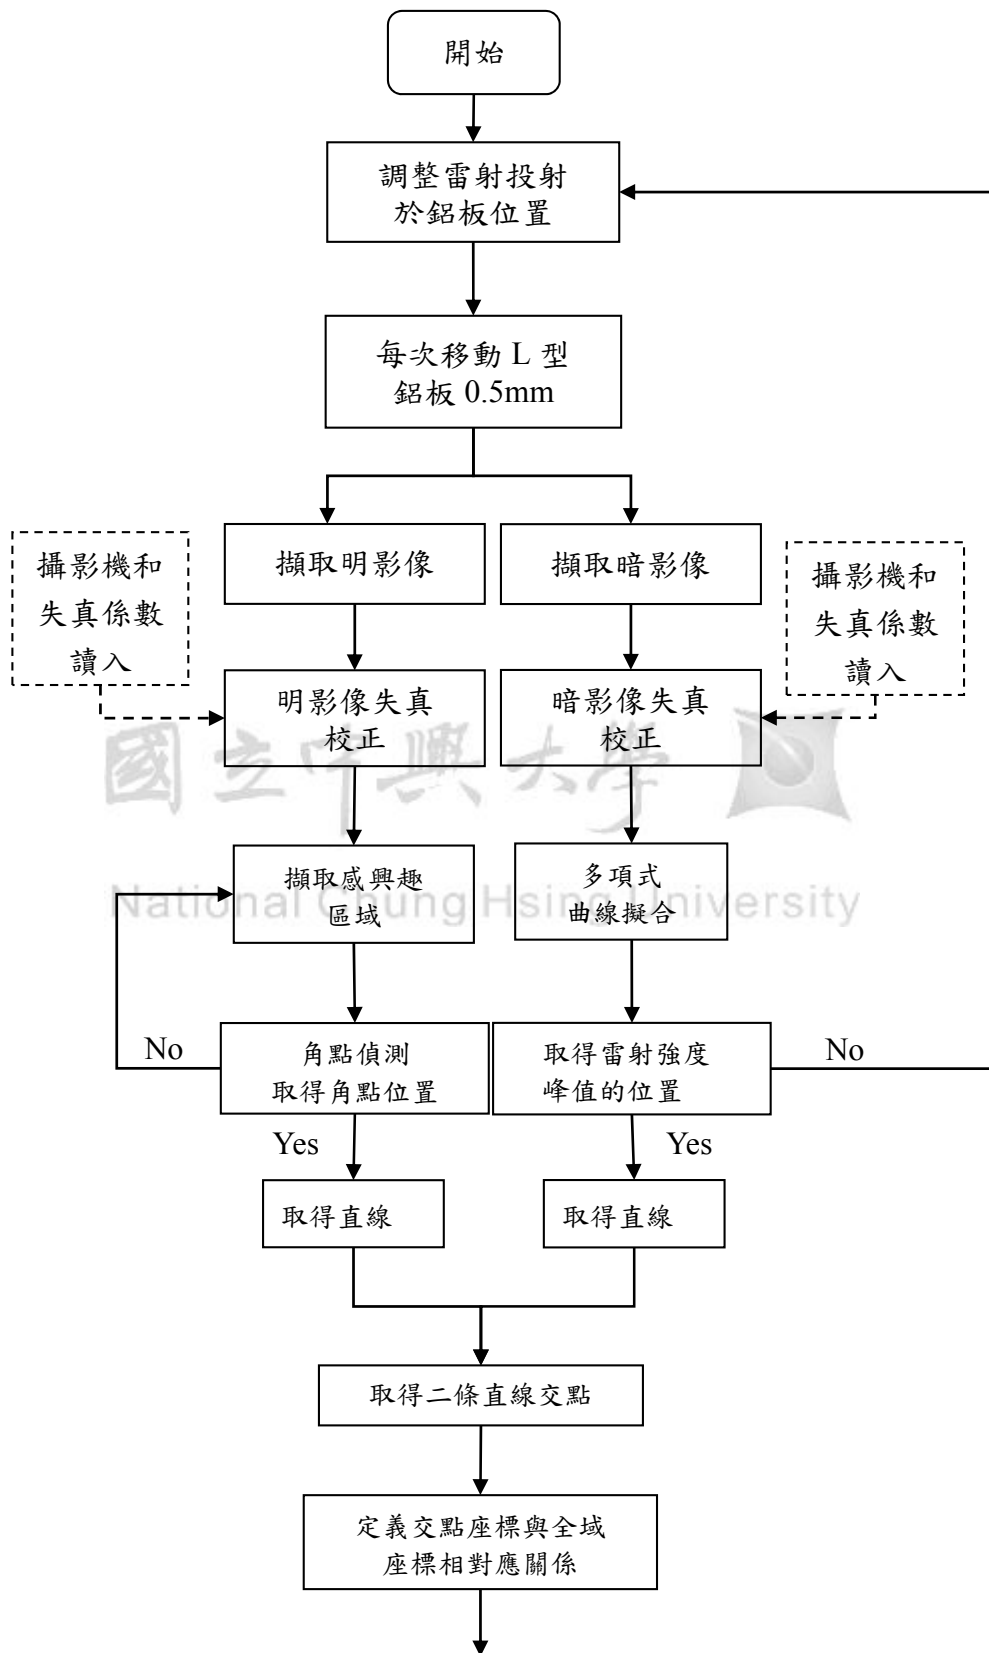 開始
調整雷射投射
於鋁板位置
每次移動 L 型
鋁板 0.5mm
擷取明影像
擷取暗影像
攝影機和
失真係數
讀入
攝影機和
失真係數
讀入
明影像失真
校正
暗影像失真
校正
國立中興大學
擷取感興趣
區域
多項式
曲線擬合
National Chung Hsing University
No
角點偵測
取得角點位置
取得雷射強度
峰值的位置
No
Yes
Yes
取得直線
取得直線
取得二條直線交點
定義交點座標與全域
座標相對應關係